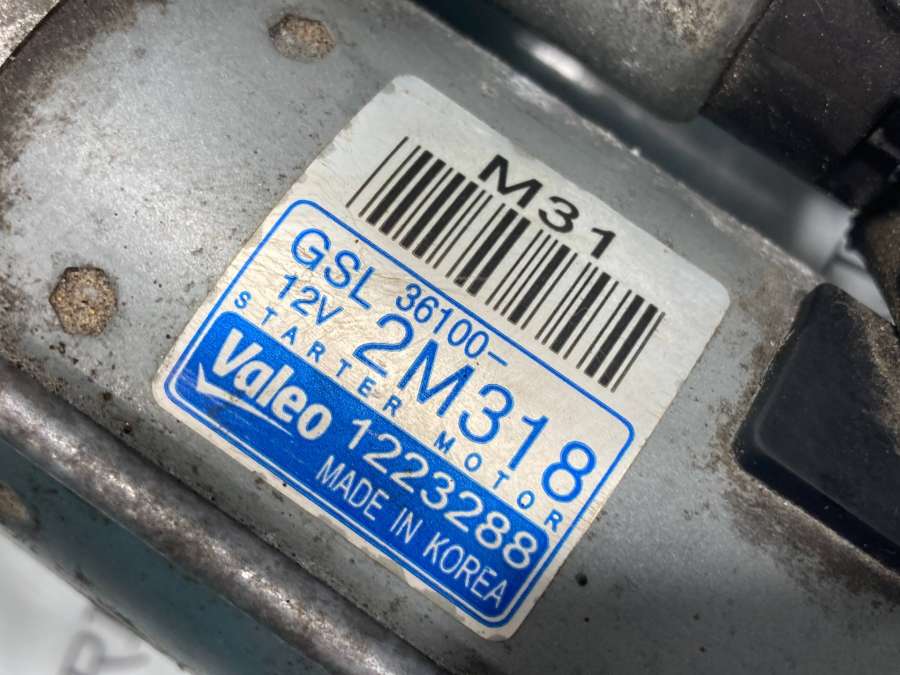 M31
GSL 36100-
12V 2M318
STARTER MOTOR
Valeo 1223288
MADE IN KOREA